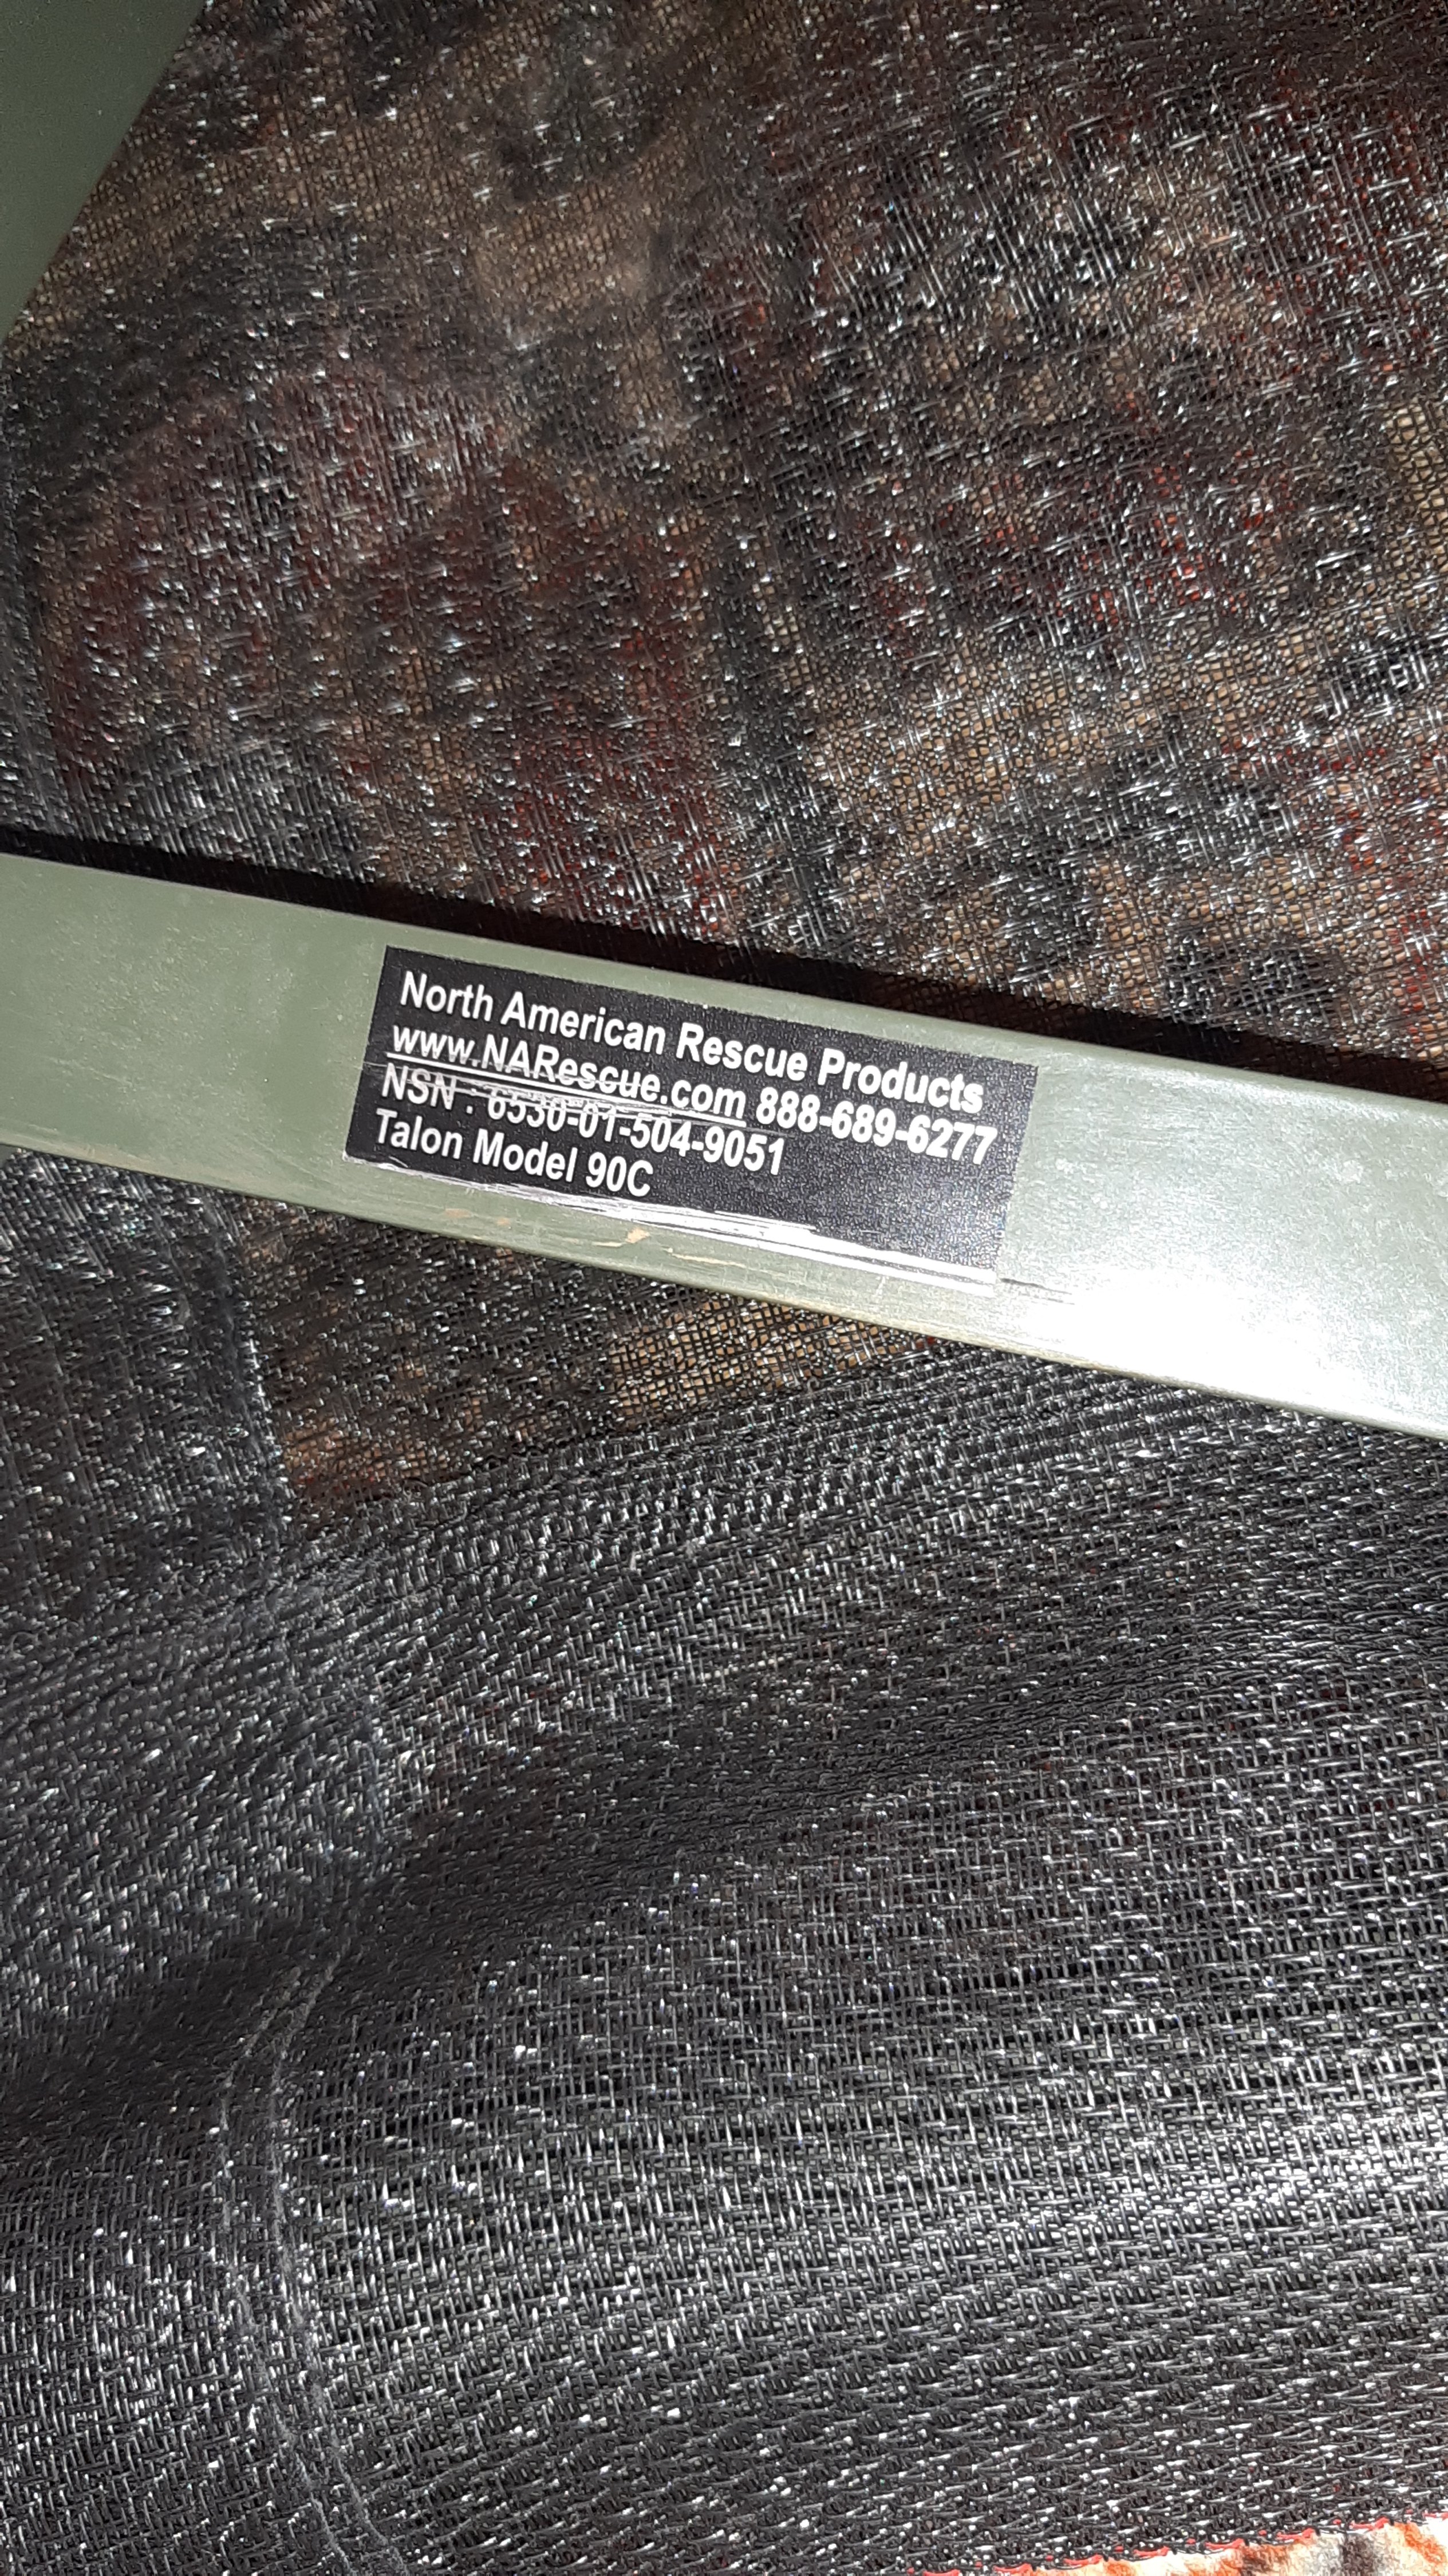 North American Rescue Products
www.NARescue.com 888-689-6277
NSN : 6530-01-504-9051
Talon Model 90C